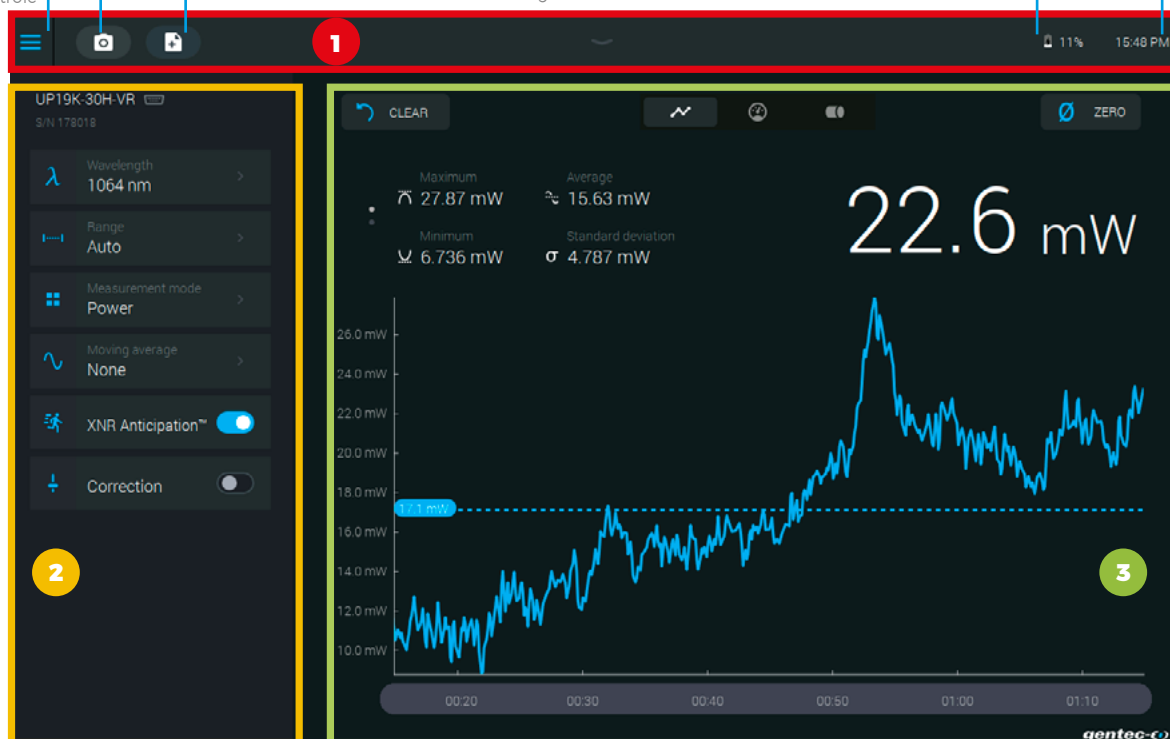 1
11%
15:48 PM
UP19K-30H-VR
S/N 178018
Wavelength
1064 nm
Range
Auto
Measurement mode
Power
Moving average
None
XNR Anticipation™
Correction
2
CLEAR
ZERO
Maximum
27.87 mW
Average
15.63 mW
Minimum
6.736 mW
Standard deviation
4.787 mW
22.6 mW
26.0 mW
24.0 mW
22.0 mW
20.0 mW
18.0 mW
17.1 mW
16.0 mW
14.0 mW
12.0 mW
10.0 mW
3
00:20 00:30 00:40 00:50 01:00 01:10
gentec-eo